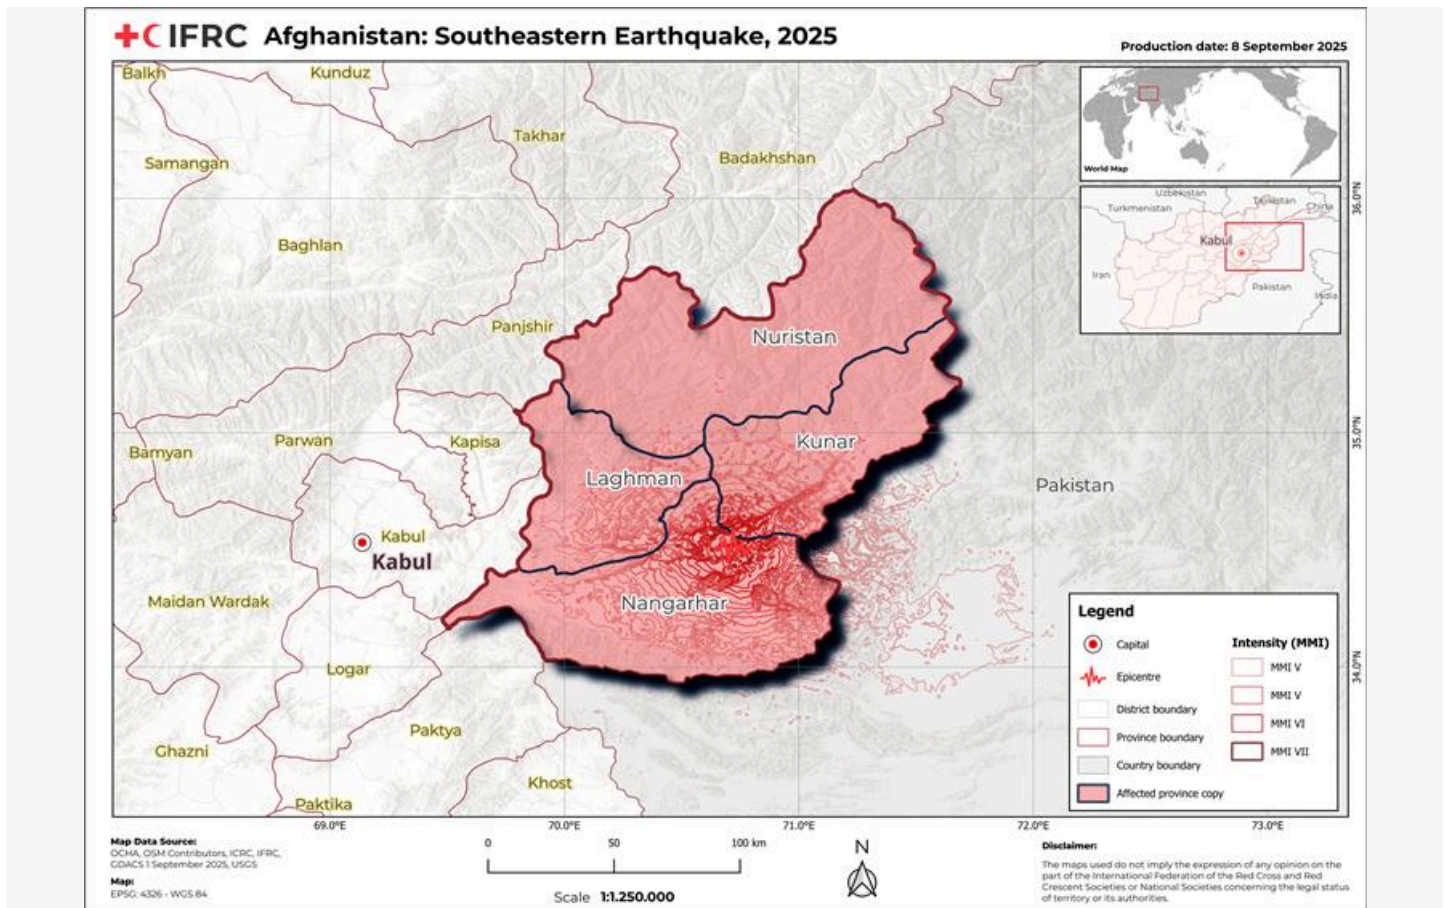 IFRC Afghanistan: Southeastern Earthquake, 2025
Production date: 8 September 2025
Balkh
Kunduz
Takhar
Badakhshan
Samangan
Baghlan
Panjshir
Nuristan
Bamyan
Parwan
Kapisa
Kunar
Laghman
Pakistan
Kabul
Kabul
Maidan Wardak
Nangarhar
Logar
Paktya
Ghazni
Khost
Paktika
World Map
Uzbekistan
Tajikistan
Turkmenistan
China
Kabul
Iran
Pakistan
India
36.0°N
35.0°N
34.0°N
69.0°E
70.0°E
71.0°E
72.0°E
73.0°E
Legend
Capital
Epicentre
District boundary
Province boundary
Country boundary
Affected province copy
Intensity (MMI)
MMI V
MMI V
MMI VI
MMI VII
Map Data Source:
OCHA, OSM Contributors, ICRC, IFRC,
GDACS 1 September 2025, USGS
Map:
EPSG: 4326 - WGS 84
0 50 100 km
Scale 1:1.250.000
N
Disclaimer:
The maps used do not imply the expression of any opinion on the
part of the International Federation of the Red Cross and Red
Crescent Societies or National Societies concerning the legal status
of territory or its authorities.